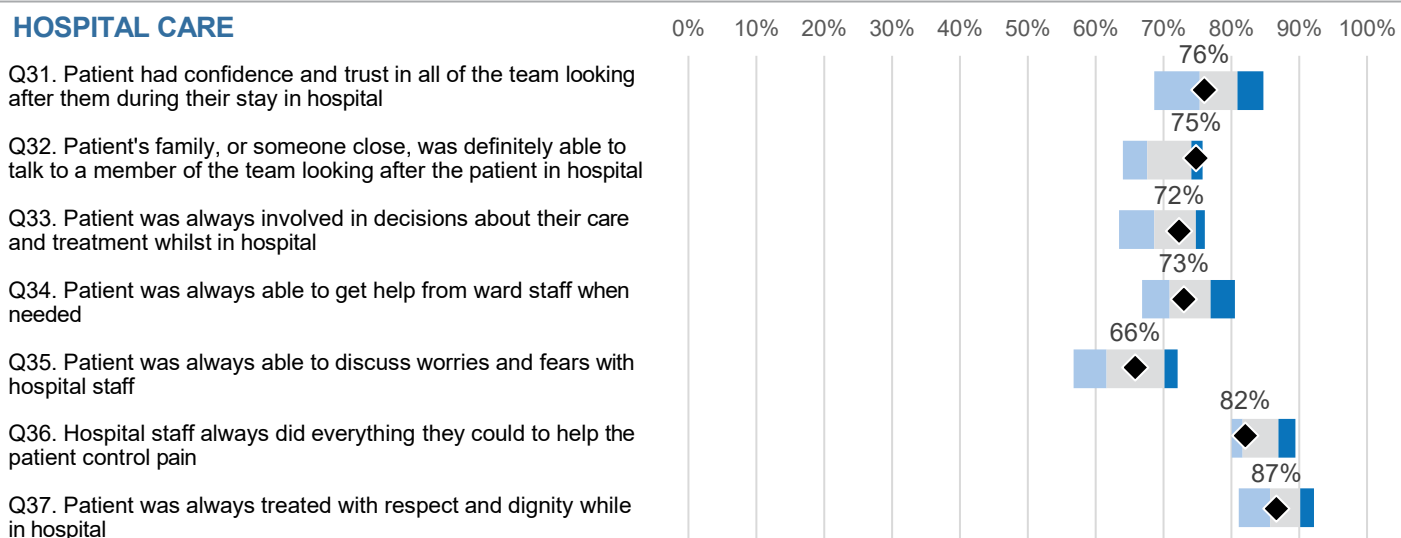 HOSPITAL CARE
0% 10% 20% 30% 40% 50% 60% 70% 80% 90% 100%
76%
Q31. Patient had confidence and trust in all of the team looking
after them during their stay in hospital
75%
Q32. Patient's family, or someone close, was definitely able to
talk to a member of the team looking after the patient in hospital
72%
Q33. Patient was always involved in decisions about their care
and treatment whilst in hospital
73%
Q34. Patient was always able to get help from ward staff when
needed
66%
Q35. Patient was always able to discuss worries and fears with
hospital staff
82%
Q36. Hospital staff always did everything they could to help the
patient control pain
87%
Q37. Patient was always treated with respect and dignity while
in hospital